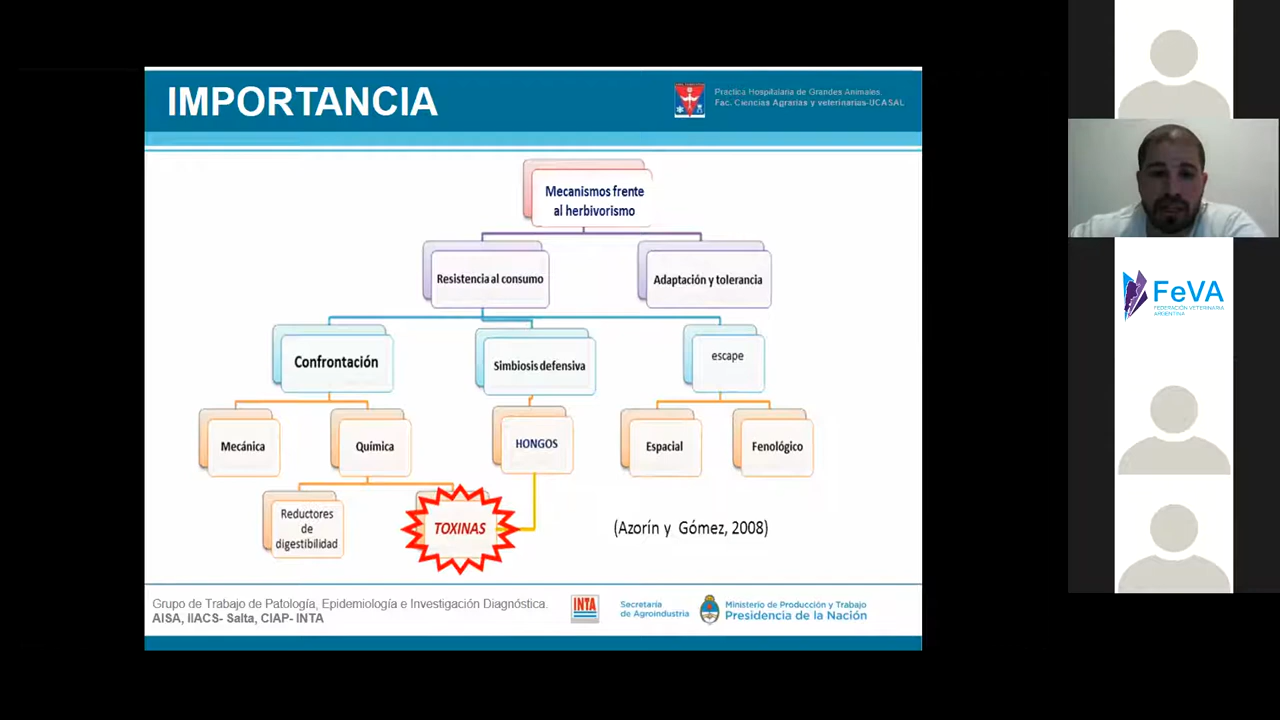 IMPORTANCIA
Práctica Hospitalaria de Grandes Animales.
Fac. Ciencias Agrarias y veterinarias-UCASAL
Mecanismos frente
al herbivorismo
Resistencia al consumo
Adaptación y tolerancia
Confrontación
Simbiosis defensiva
escape
Mecánica
Química
HONGOS
Espacial
Fenológico
Reductores
de
digestibilidad
TOXINAS
(Azorín y Gómez, 2008)
Grupo de Trabajo de Patología, Epidemiología e Investigación Diagnóstica.
AISA, IIACS- Salta, CIAP- INTA
INTA
Secretaría
de Agroindustria
Ministerio de Producción y Trabajo
Presidencia de la Nación
FeVA
FEDERACIÓN VETERINARIA
ARGENTINA